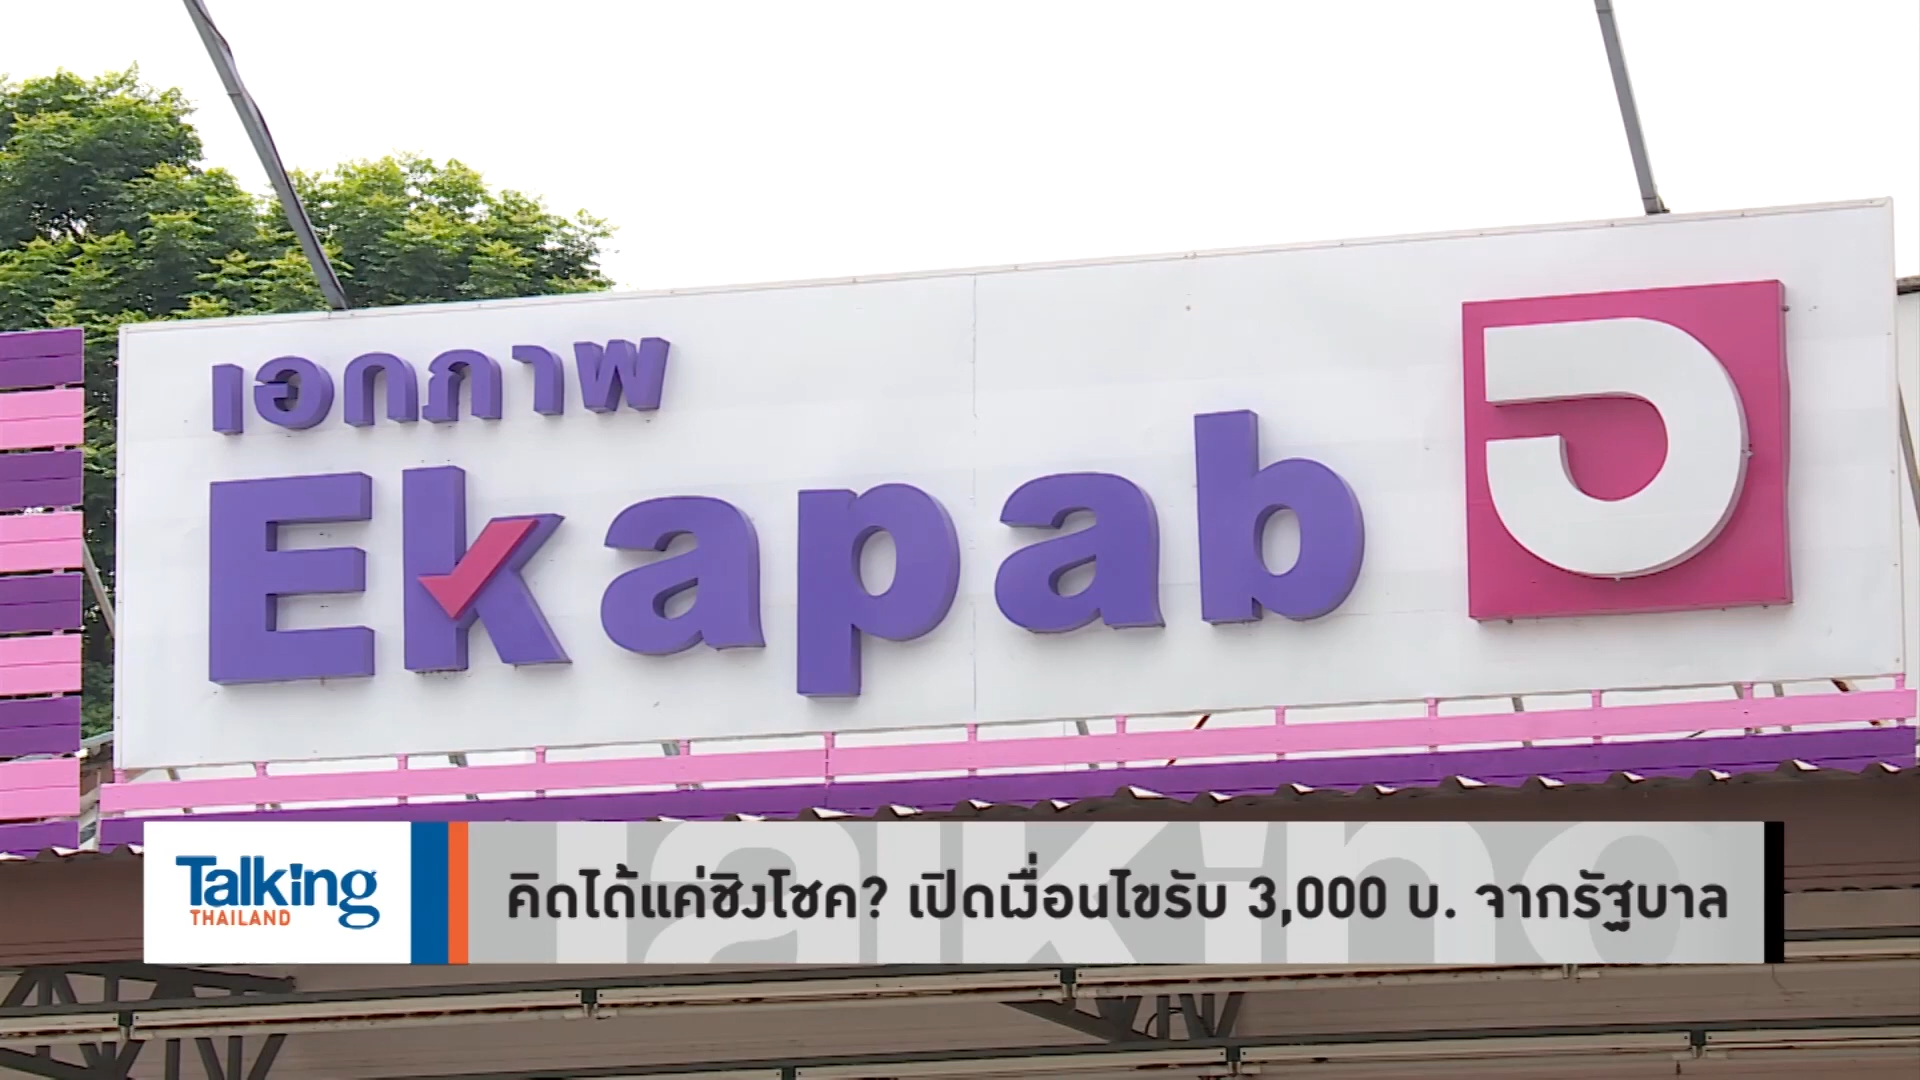 เอกภาพ
Ekapab
Talking
THAILAND
คิดได้แค่ชิงโชค? เปิดเงื่อนไขรับ 3,000 บ. จากรัฐบาล
Talking